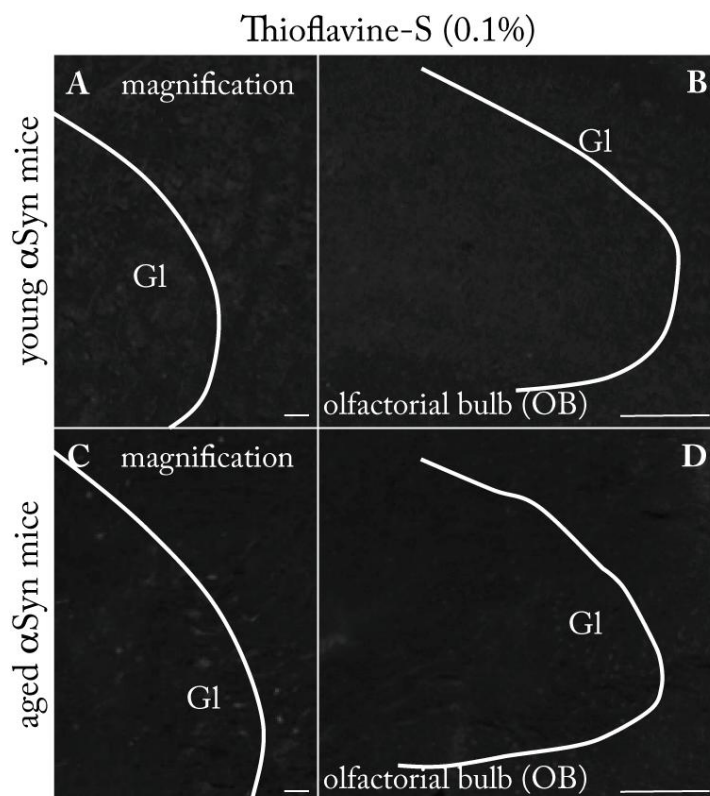 Thioflavine-S (0.1%)
A magnification
B
Gl
Gl
young αSyn mice
olfactorial bulb (OB)
C magnification
D
Gl
Gl
aged αSyn mice
olfactorial bulb (OB)